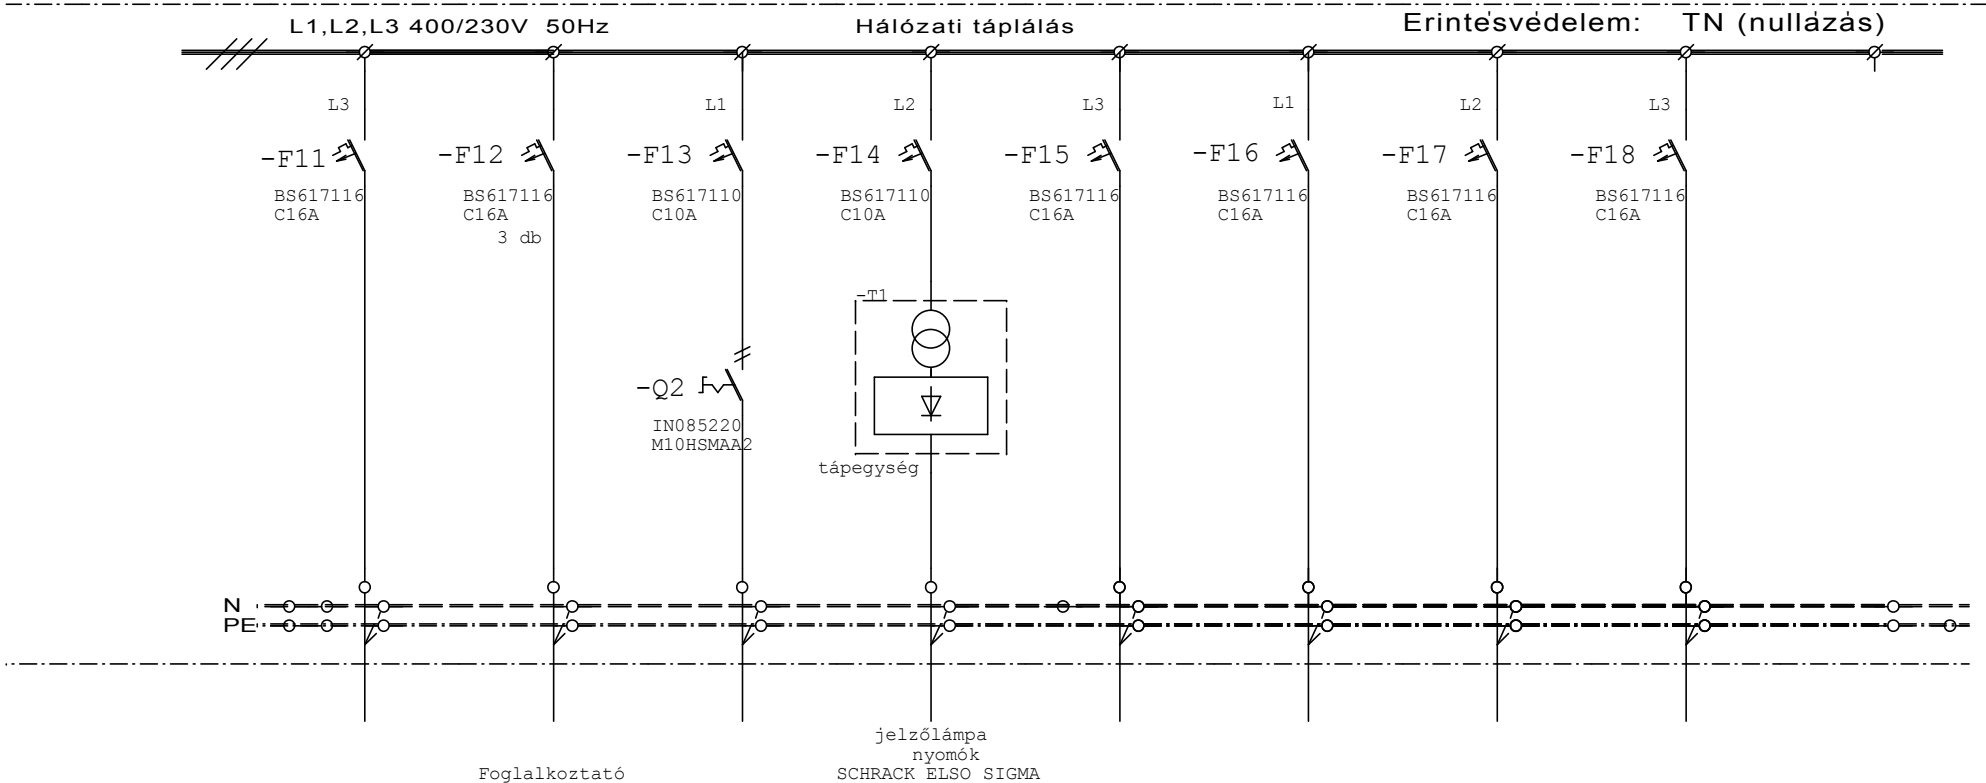 L1,L2,L3 400/230V 50Hz
Hálózati táplálás
Érintésvédelem: TN (nullázás)
L3
L1
L2
L3
L1
L2
L3
-F11
-F12
-F13
-F14
-F15
-F16
-F17
-F18
BS617116
C16A
BS617116
C16A
3 db
BS617110
C10A
BS617110
C10A
BS617116
C16A
BS617116
C16A
BS617116
C16A
BS617116
C16A
-T1
-Q2
IN085220
M10HSMAA2
tápegység
N
PE
jelzőlámpa
nyomók
Foglalkoztató
SCHRACK ELSO SIGMA